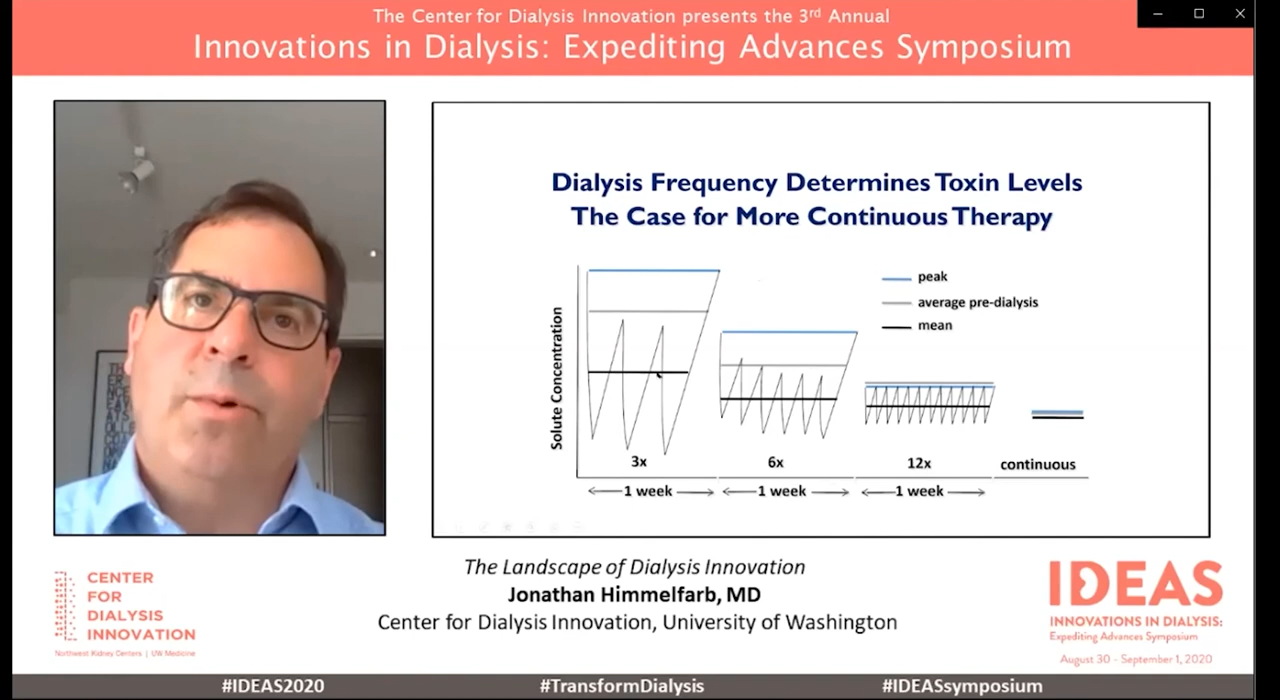 The Center for Dialysis Innovation presents the 3rd Annual
Innovations in Dialysis: Expediting Advances Symposium
Dialysis Frequency Determines Toxin Levels
The Case for More Continuous Therapy
Solute Concentration
peak
average pre-dialysis
mean
3x
6x
12x
continuous
1 week
1 week
1 week
The Landscape of Dialysis Innovation
Jonathan Himmelfarb, MD
Center for Dialysis Innovation, University of Washington
CENTER
FOR
DIALYSIS
INNOVATION
Northwest Kidney Centers | UW Medicine
IDEAS
INNOVATIONS IN DIALYSIS:
Expediting Advances Symposium
August 30 - September 1, 2020
#IDEAS2020
#TransformDialysis
#IDEASsymposium